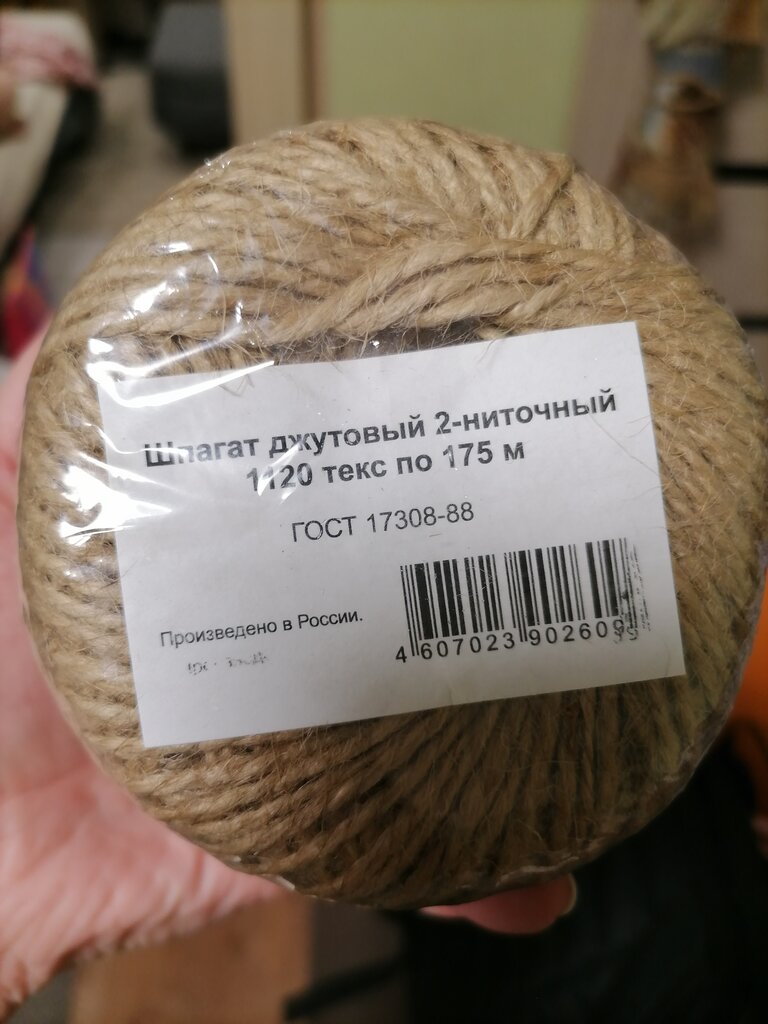 Шпагат джутовый 2-ниточный
1120 текс по 175 м
ГОСТ 17308-88
Произведено в России.
4 607023 902609